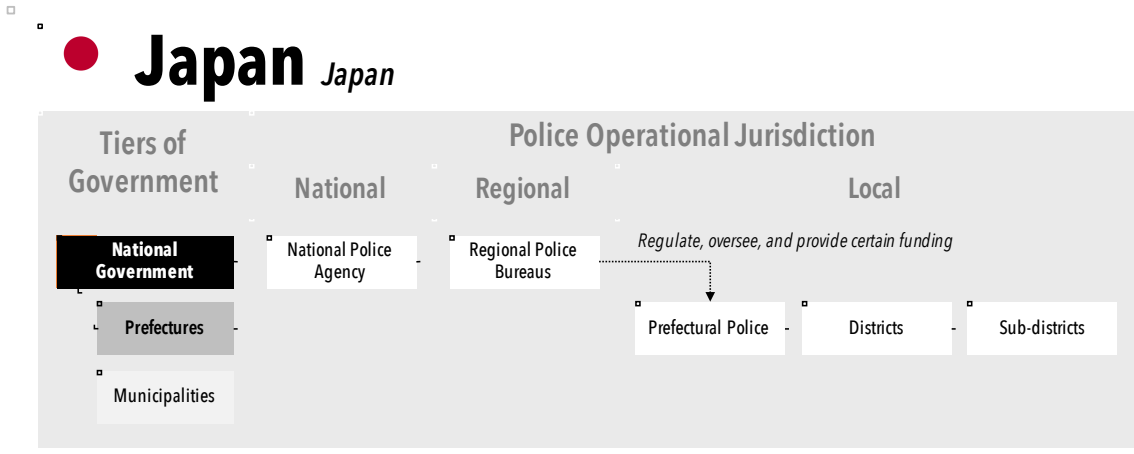 Japan Japan
Tiers of
Government
Police Operational Jurisdiction
National
Regional
Local
National
Government
National Police
Agency
Regional Police
Bureaus
Regulate, oversee, and provide certain funding
Prefectures
Prefectural Police
Districts
Sub-districts
Municipalities